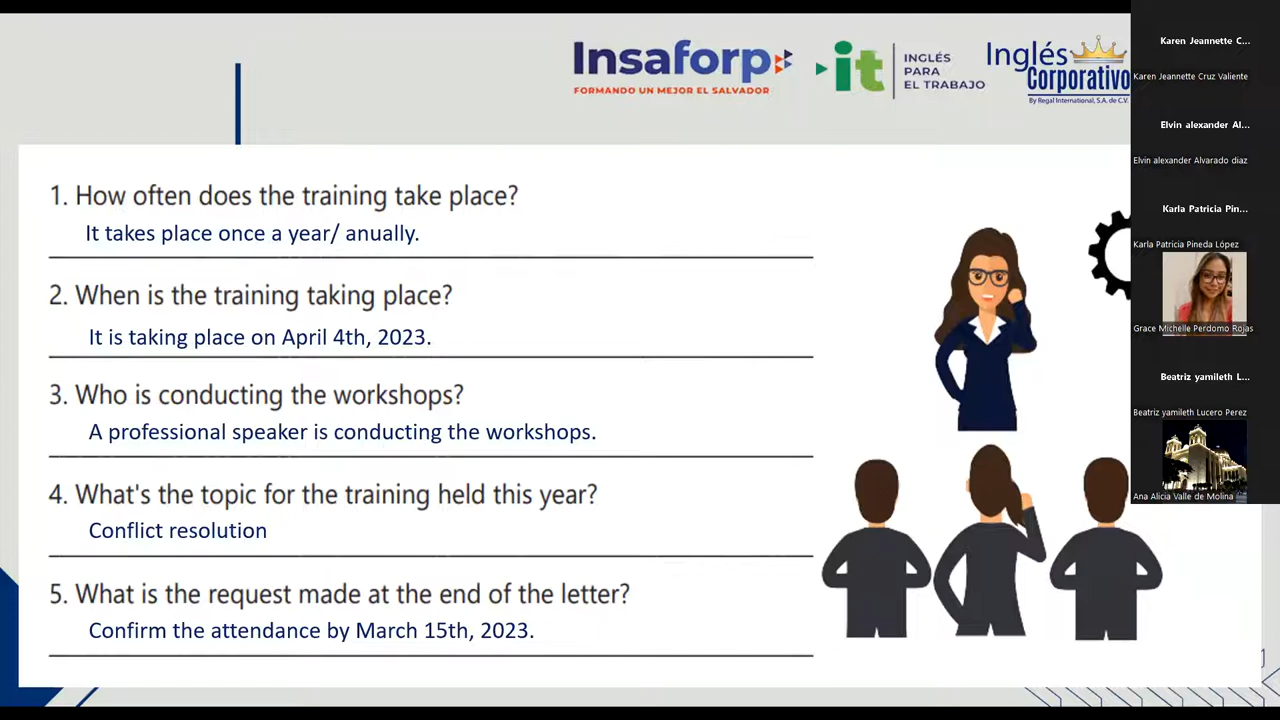 Insaforp
FORMANDO UN MEJOR EL SALVADOR
it
INGLÉS
PARA
EL TRABAJO
Inglés
Corporativo
By Regal International, S.A. de C.V.
1. How often does the training take place?
It takes place once a year/ anually.
2. When is the training taking place?
It is taking place on April 4th, 2023.
3. Who is conducting the workshops?
A professional speaker is conducting the workshops.
4. What's the topic for the training held this year?
Conflict resolution
5. What is the request made at the end of the letter?
Confirm the attendance by March 15th, 2023.
Karen Jeannette C...
Karen Jeannette Cruz Valiente
Elvin alexander Al...
Elvin alexander Alvarado diaz
Karla Patricia Pin...
Karla Patricia Pineda López
Grace Michelle Perdomo Rojas
Beatriz yamileth L...
Beatriz yamileth Lucero Perez
Ana Alicia Valle de Molina